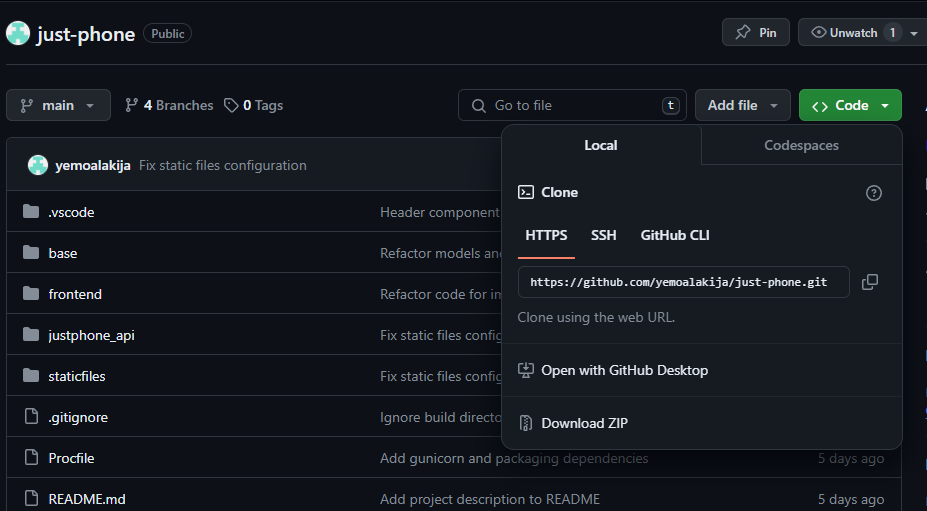 just-phone Public Pin Unwatch 1
main 4 Branches 0 Tags Go to file t Add file Code
Local Codespaces
yemoalakija Fix static files configuration
Clone
.vscode Header component
HTTPS SSH GitHub CLI
base Refactor models and
https://github.com/yemoalakija/just-phone.git
frontend Refactor code for im
Clone using the web URL.
justphone_api Fix static files config
Open with GitHub Desktop
staticfiles Fix static files config
.gitignore Ignore build directo
Download ZIP
Procfile Add gunicorn and packaging dependencies 5 days ago
README.md Add project description to README 5 days ago